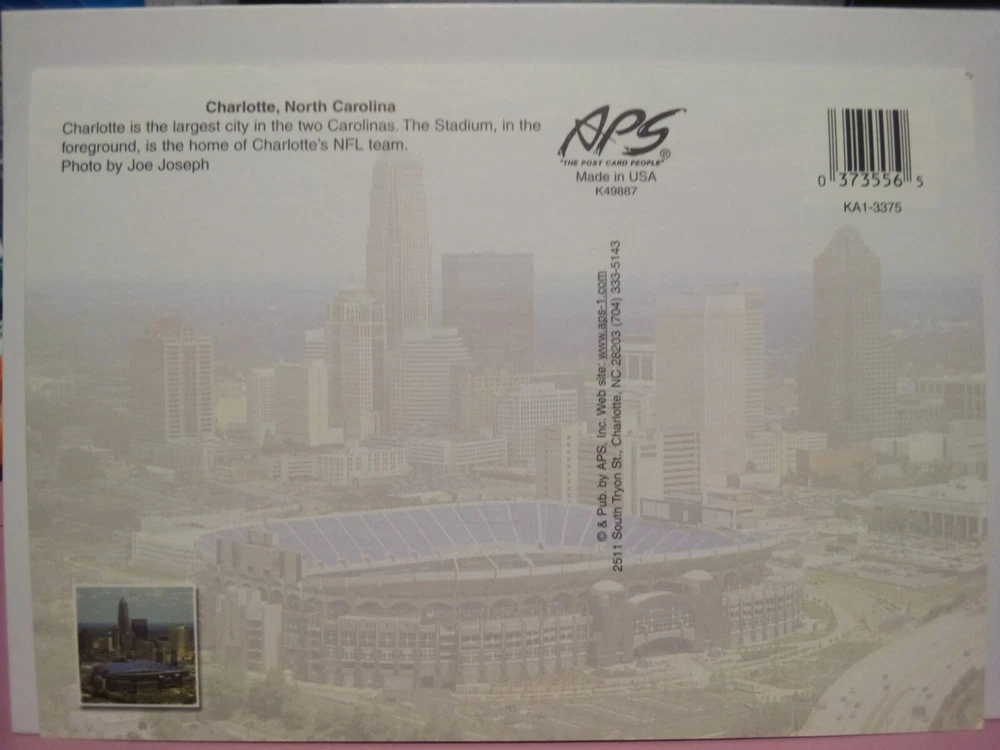 Charlotte, North Carolina
Charlotte is the largest city in the two Carolinas. The Stadium, in the
foreground, is the home of Charlotte's NFL team.
Photo by Joe Joseph
APS®
"THE POST CARD PEOPLE"
Made in USA
K49887
0 373556 5
KA1-3375
© & Pub. by APS, Inc. Web site: www.aps-1.com
2511 South Tryon St., Charlotte, NC 28203 (704) 333-5143